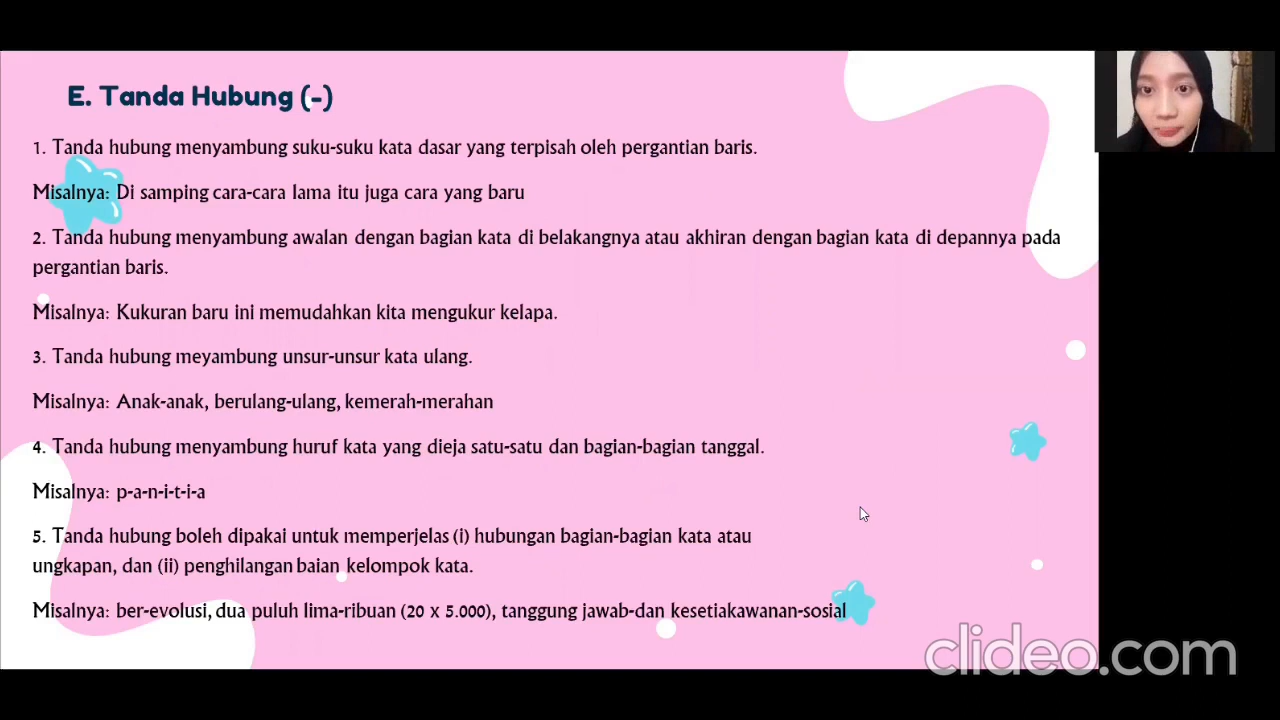 E. Tanda Hubung (-)
1. Tanda hubung menyambung suku-suku kata dasar yang terpisah oleh pergantian baris.
Misalnya: Di samping cara-cara lama itu juga cara yang baru
2. Tanda hubung menyambung awalan dengan bagian kata di belakangnya atau akhiran dengan bagian kata di depannya pada
pergantian baris.
Misalnya: Kukuran baru ini memudahkan kita mengukur kelapa.
3. Tanda hubung meyambung unsur-unsur kata ulang.
Misalnya: Anak-anak, berulang-ulang, kemerah-merahan
4. Tanda hubung menyambung huruf kata yang dieja satu-satu dan bagian-bagian tanggal.
Misalnya: p-a-n-i-t-i-a
5. Tanda hubung boleh dipakai untuk memperjelas (i) hubungan bagian-bagian kata atau
ungkapan, dan (ii) penghilangan baian kelompok kata.
Misalnya: ber-evolusi, dua puluh lima-ribuan (20 x 5.000), tanggung jawab-dan kesetiakawanan-sosial
clideo.com